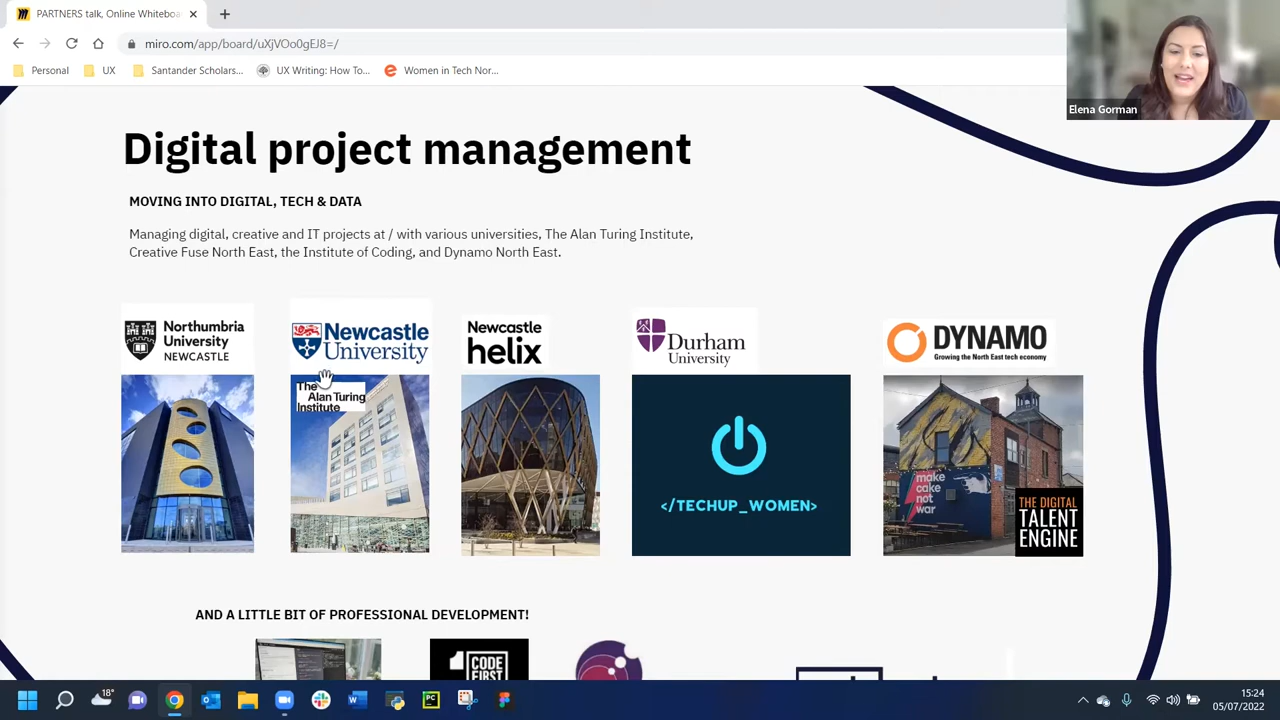 PARTNERS talk, Online Whiteboa
miro.com/app/board/uXjVOo0gEJ8=/
Personal
UX
Santander Scholars...
UX Writing: How To...
Women in Tech Nor...
Elena Gorman
Digital project management
MOVING INTO DIGITAL, TECH & DATA
Managing digital, creative and IT projects at / with various universities, The Alan Turing Institute,
Creative Fuse North East, the Institute of Coding, and Dynamo North East.
Northumbria
University
NEWCASTLE
Newcastle
University
Newcastle
helix
Durham
University
DYNAMO
Growing the North East tech economy
The
Alan Turing
Institute
</TECHUP_WOMEN>
make
cake
not
war
THE DIGITAL
TALENT
ENGINE
AND A LITTLE BIT OF PROFESSIONAL DEVELOPMENT!
1 CODE
FIRST
18°
PC
15:24
05/07/2022